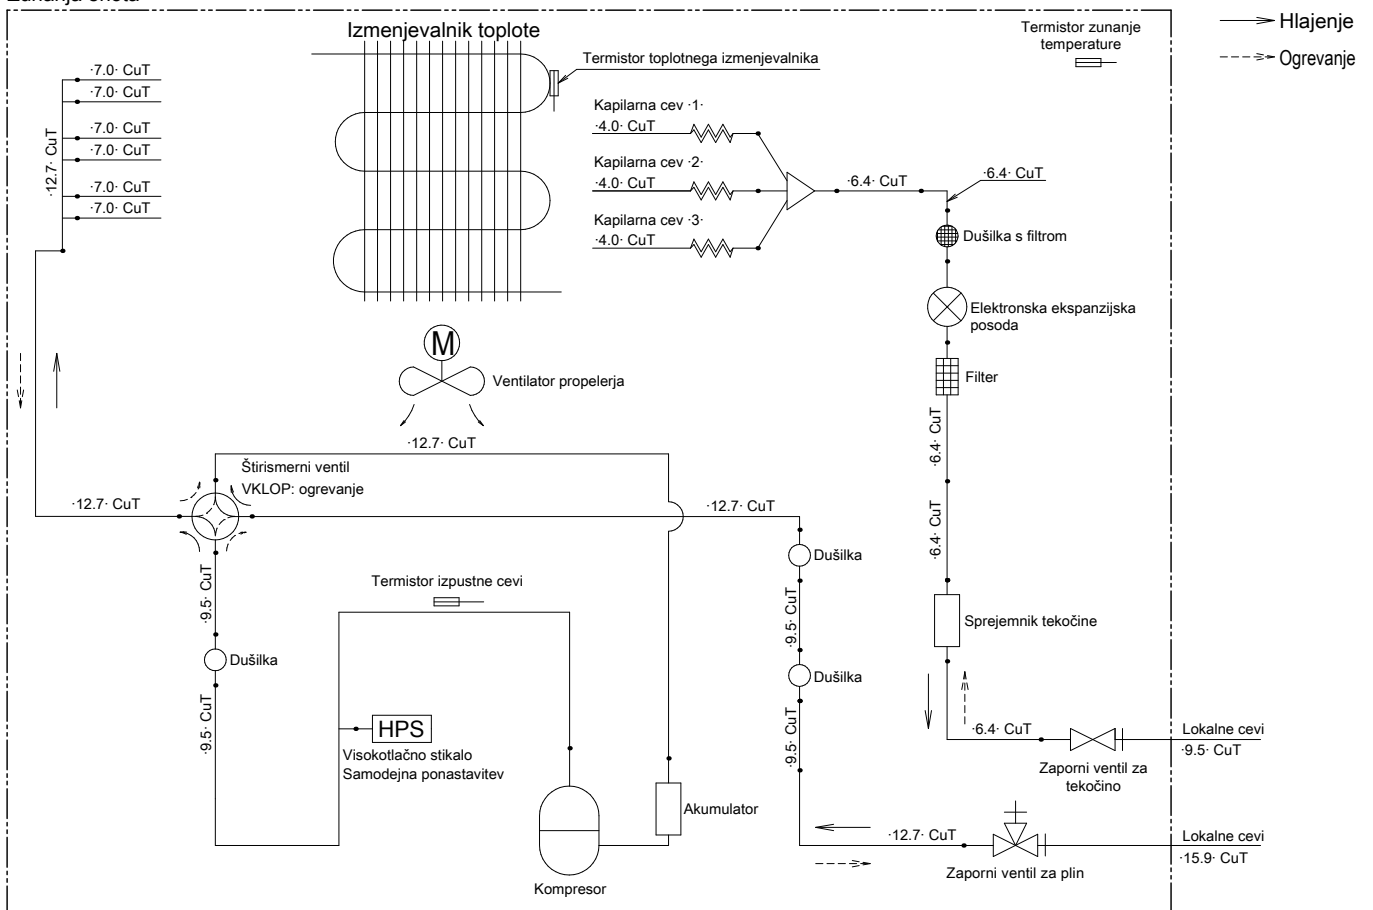 Izmenjevalnik toplote
Termistor zunanje
temperature
Hlajenje
Ogrevanje
Termistor toplotnega izmenjevalnika
·7.0· CuT
·7.0· CuT
·7.0· CuT
·7.0· CuT
·7.0· CuT
·7.0· CuT
·12.7· CuT
Kapilarna cev ·1·
·4.0· CuT
Kapilarna cev ·2·
·4.0· CuT
Kapilarna cev ·3·
·4.0· CuT
·6.4· CuT
·6.4· CuT
Dušilka s filtrom
Elektronska ekspanzijska
posoda
Filter
M
Ventilator propelerja
·12.7· CuT
Štirismerni ventil
VKLOP: ogrevanje
·12.7· CuT
·12.7· CuT
·6.4· CuT
·6.4· CuT
Dušilka
·9.5· CuT
Termistor izpustne cevi
·9.5· CuT
Sprejemnik tekočine
Dušilka
Dušilka
·9.5· CuT
HPS
Visokotlačno stikalo
Samodejna ponastavitev
·9.5· CuT
·6.4· CuT
Lokalne cevi
·9.5· CuT
Zaporni ventil za
tekočino
Akumulator
·12.7· CuT
Lokalne cevi
·15.9· CuT
Zaporni ventil za plin
Kompresor